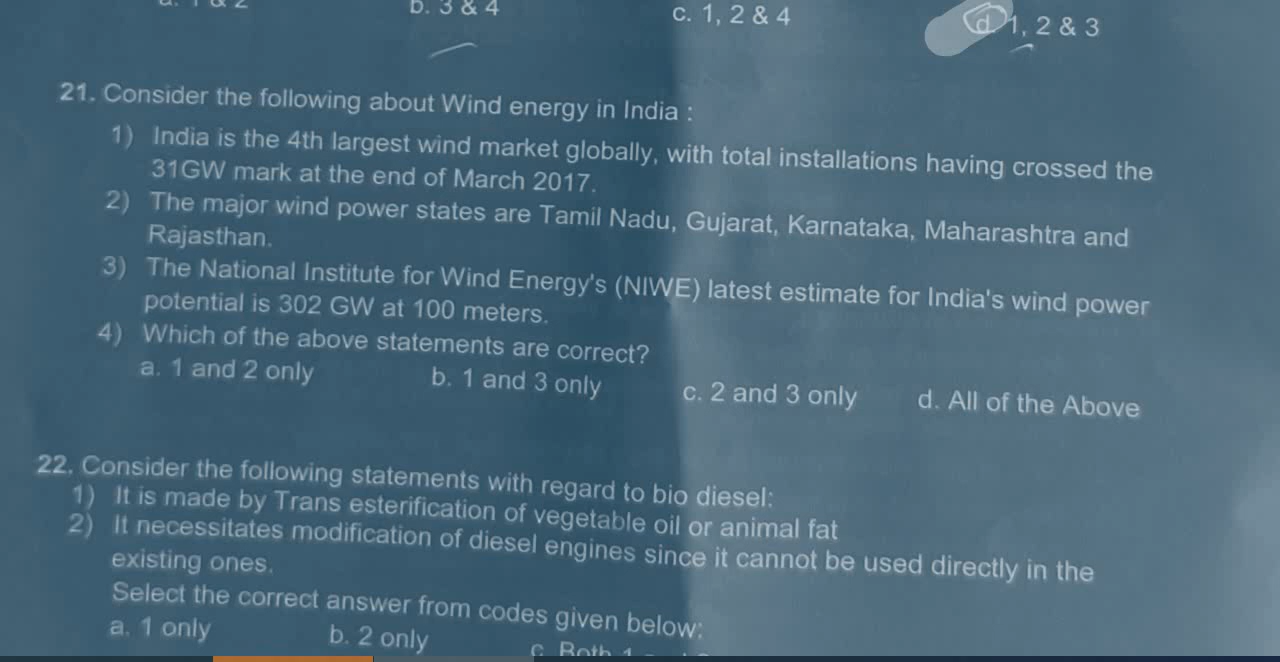 b. 3 & 4 c. 1, 2 & 4 d. 1, 2 & 3
21. Consider the following about Wind energy in India :
1) India is the 4th largest wind market globally, with total installations having crossed the
31GW mark at the end of March 2017.
2) The major wind power states are Tamil Nadu, Gujarat, Karnataka, Maharashtra and
Rajasthan.
3) The National Institute for Wind Energy's (NIWE) latest estimate for India's wind power
potential is 302 GW at 100 meters.
4) Which of the above statements are correct?
a. 1 and 2 only b. 1 and 3 only c. 2 and 3 only d. All of the Above
22. Consider the following statements with regard to bio diesel:
1) It is made by Trans esterification of vegetable oil or animal fat
2) It necessitates modification of diesel engines since it cannot be used directly in the
existing ones.
Select the correct answer from codes given below:
a. 1 only b. 2 only c. Both 1